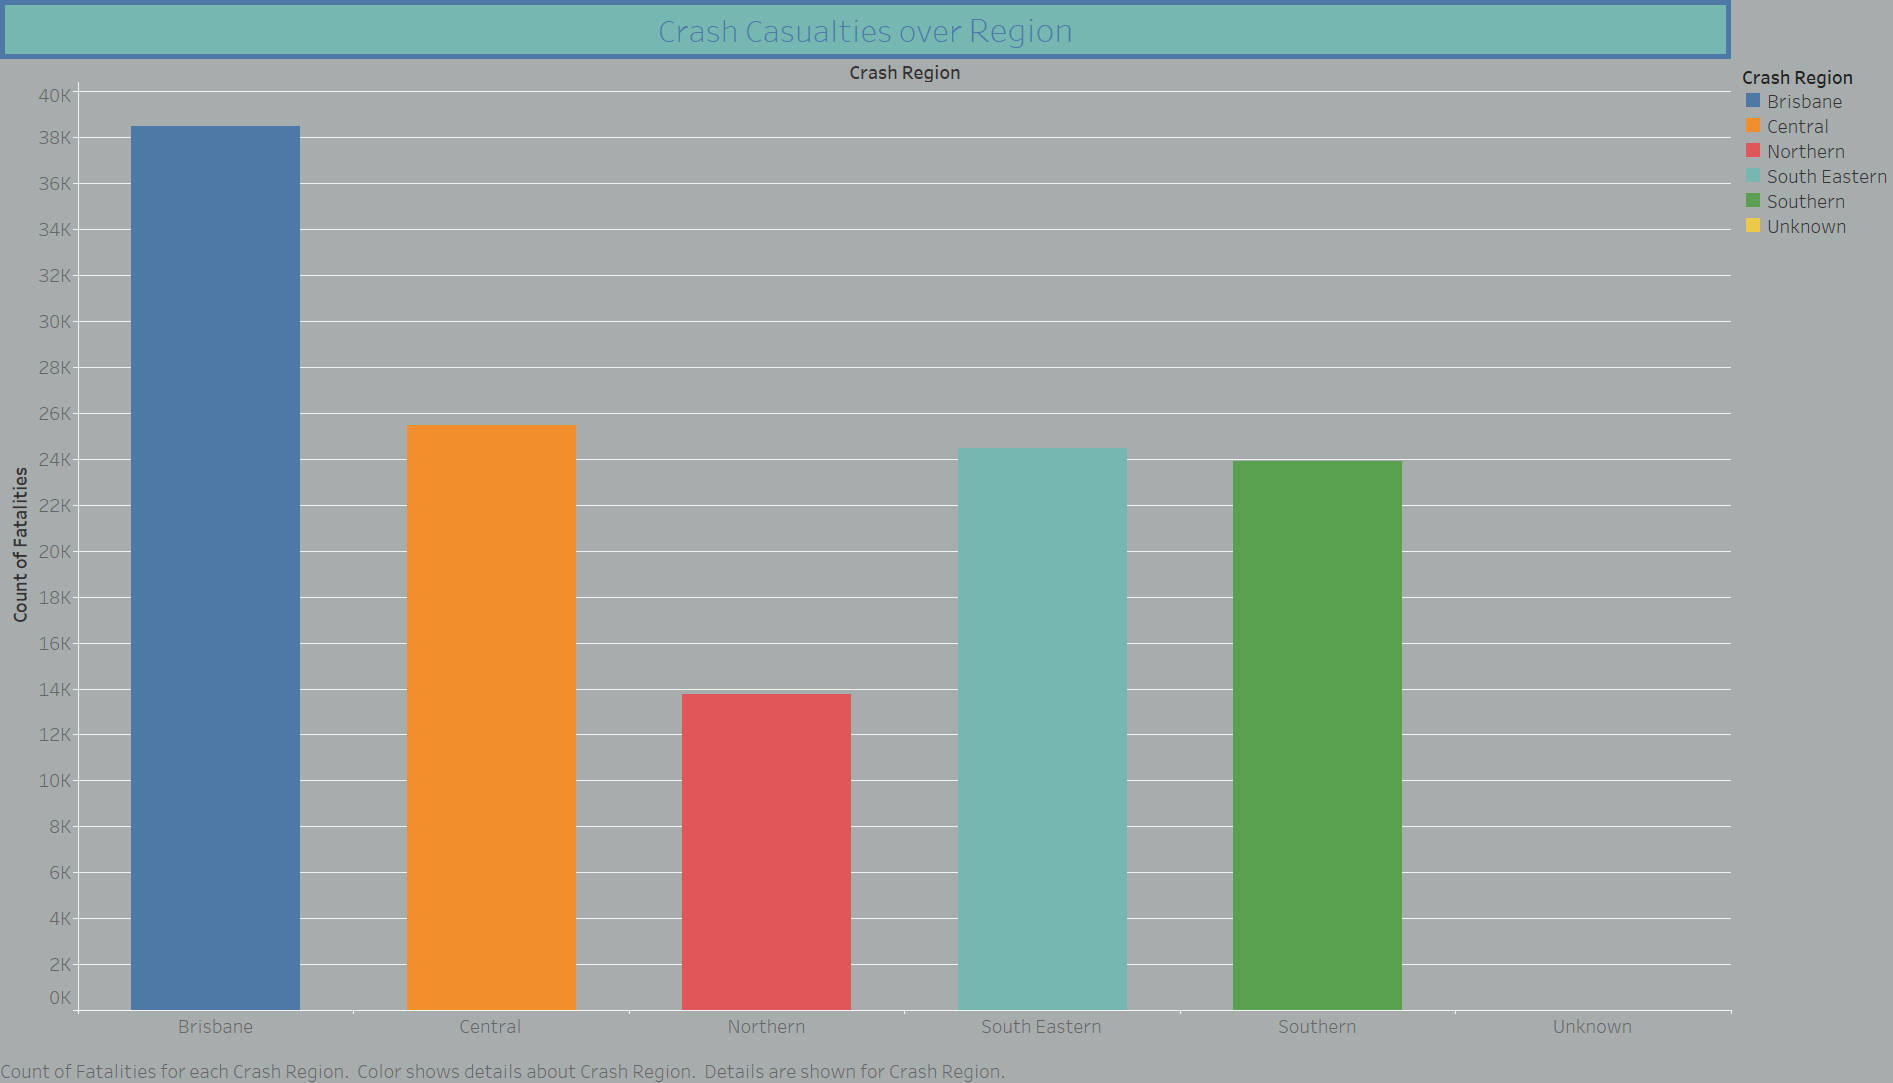 Crash Casualties over Region
Crash Region
40K
38K
36K
34K
32K
30K
28K
26K
24K
22K
20K
18K
16K
14K
12K
10K
8K
6K
4K
2K
0K
Count of Fatalities
Brisbane
Central
Northern
South Eastern
Southern
Unknown
Crash Region
Brisbane
Central
Northern
South Eastern
Southern
Unknown
Count of Fatalities for each Crash Region.  Color shows details about Crash Region.  Details are shown for Crash Region.